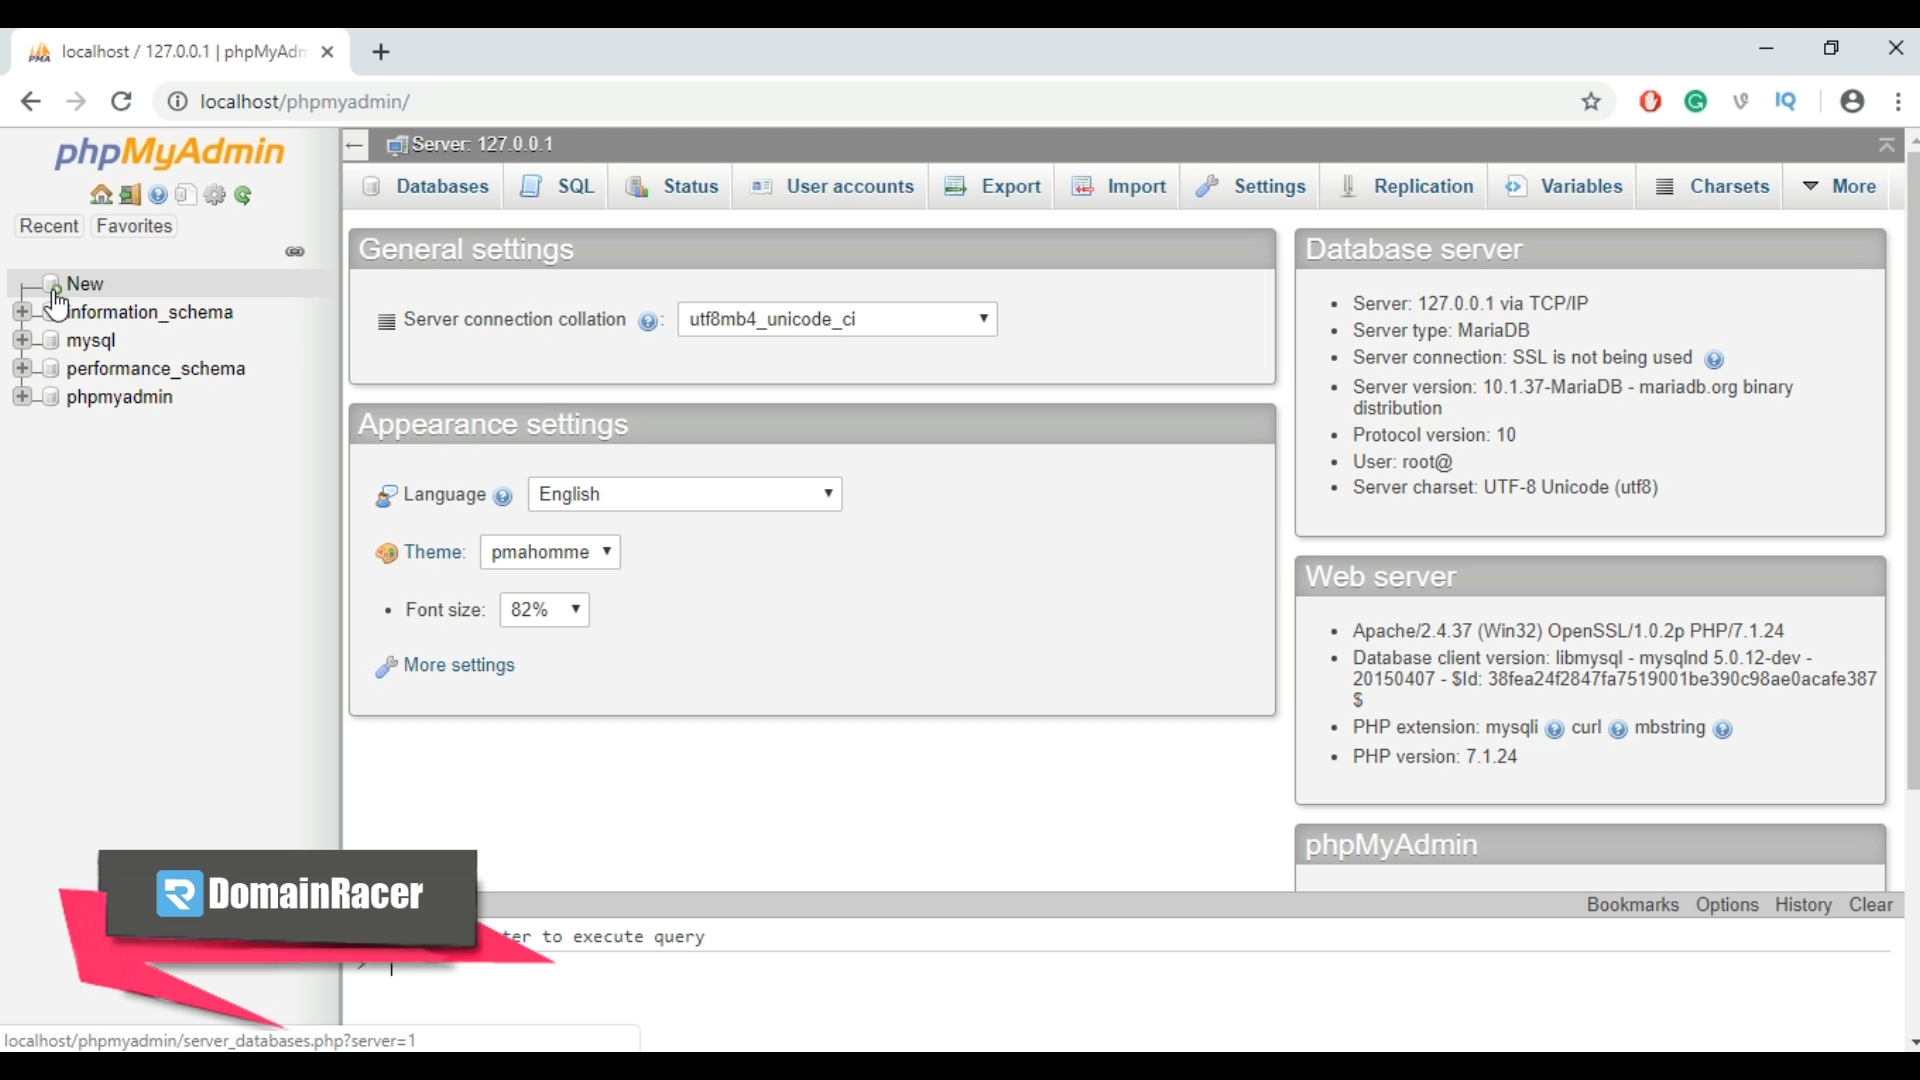 localhost / 127.0.0.1 | phpMyAdm
localhost/phpmyadmin/
IQ
phpMyAdmin
Recent Favorites
New
information_schema
mysql
performance_schema
phpmyadmin
Server: 127.0.0.1
Databases SQL Status User accounts Export Import Settings Replication Variables Charsets More
General settings
Server connection collation : utf8mb4_unicode_ci
Appearance settings
Language English
Theme: pmahomme
Font size: 82%
More settings
Database server
Server: 127.0.0.1 via TCP/IP
Server type: MariaDB
Server connection: SSL is not being used
Server version: 10.1.37-MariaDB - mariadb.org binary
distribution
Protocol version: 10
User: root@
Server charset: UTF-8 Unicode (utf8)
Web server
Apache/2.4.37 (Win32) OpenSSL/1.0.2p PHP/7.1.24
Database client version: libmysql - mysqlnd 5.0.12-dev -
20150407 - $Id: 38fea24f2847fa7519001be390c98ae0acafe387
$
PHP extension: mysqli curl mbstring
PHP version: 7.1.24
phpMyAdmin
Bookmarks Options History Clear
to execute query
>
DomainRacer
localhost/phpmyadmin/server_databases.php?server=1